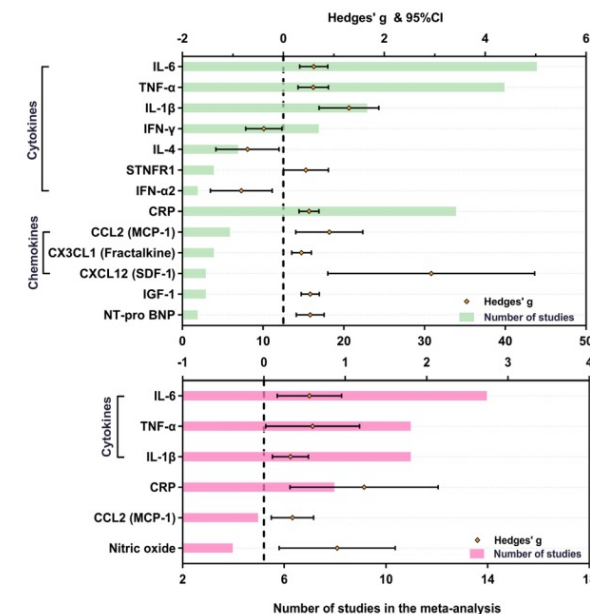 Hedges' g & 95%CI
-2 0 2 4 6
Cytokines
IL-6
TNF-α
IL-1β
IFN-γ
IL-4
STNFR1
IFN-α2
CRP
Chemokines
CCL2 (MCP-1)
CX3CL1 (Fractalkine)
CXCL12 (SDF-1)
IGF-1
NT-pro BNP
Hedges' g
Number of studies
0 10 20 30 40 50
-1 0 1 2 3 4
Cytokines
IL-6
TNF-α
IL-1β
CRP
CCL2 (MCP-1)
Nitric oxide
Hedges' g
Number of studies
2 6 10 14 18
Number of studies in the meta-analysis